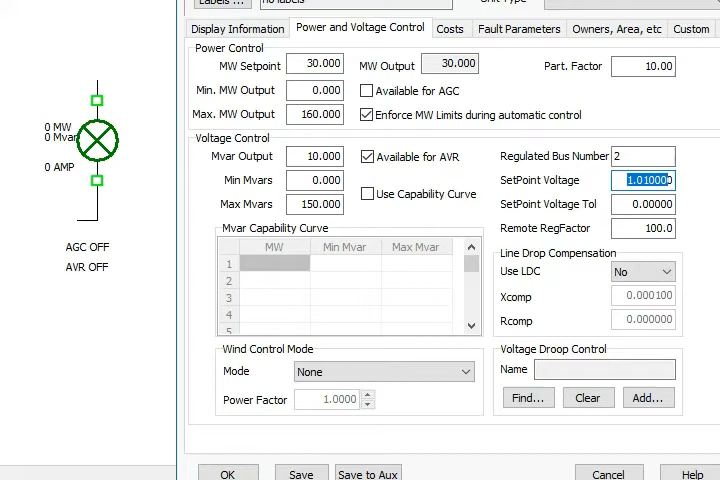 Labels ...
no labels
Unit Type
Display Information
Power and Voltage Control
Costs
Fault Parameters
Owners, Area, etc
Custom
Power Control
MW Setpoint 30.000 MW Output 30.000 Part. Factor 10.00
Min. MW Output 0.000 Available for AGC
Max. MW Output 160.000 Enforce MW Limits during automatic control
Voltage Control
Mvar Output 10.000 Available for AVR Regulated Bus Number 2
Min Mvars 0.000 SetPoint Voltage 1.010000
Use Capability Curve
Max Mvars 150.000 SetPoint Voltage Tol 0.00000
Remote RegFactor 100.0
Mvar Capability Curve
MW Min Mvar Max Mvar
1
2
3
4
5
Line Drop Compensation
Use LDC No
Xcomp 0.000100
Rcomp 0.000000
Wind Control Mode
Mode None
Power Factor 1.0000
Voltage Droop Control
Name
Find... Clear Add...
OK Save Save to Aux Cancel Help
0 MW
0 Mvar
0 AMP
AGC OFF
AVR OFF